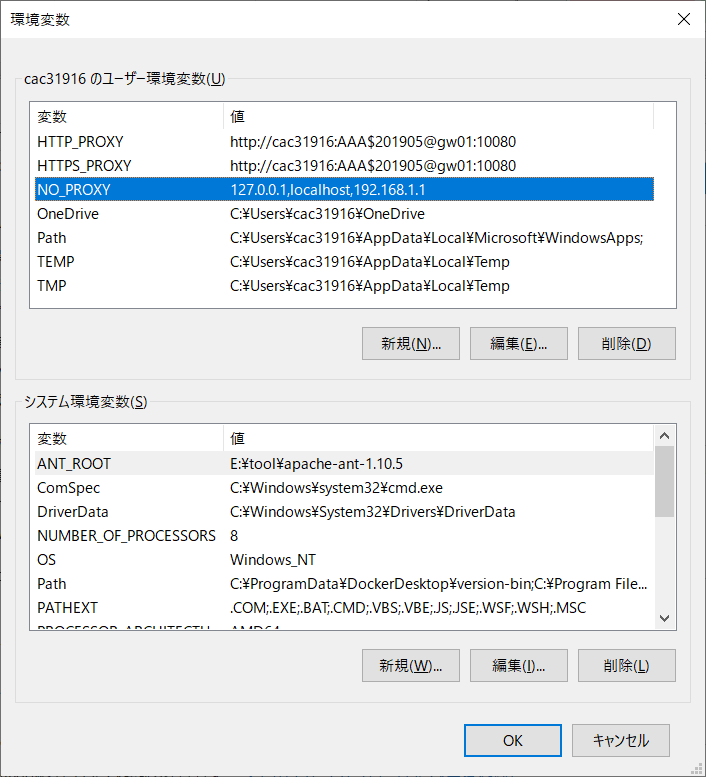 環境変数
cac31916 のユーザー環境変数(U)
変数 値
HTTP_PROXY http://cac31916:AAA$201905@gw01:10080
HTTPS_PROXY http://cac31916:AAA$201905@gw01:10080
NO_PROXY 127.0.0.1,localhost,192.168.1.1
OneDrive C:¥Users¥cac31916¥OneDrive
Path C:¥Users¥cac31916¥AppData¥Local¥Microsoft¥WindowsApps;
TEMP C:¥Users¥cac31916¥AppData¥Local¥Temp
TMP C:¥Users¥cac31916¥AppData¥Local¥Temp
新規(N)... 編集(E)... 削除(D)
システム環境変数(S)
変数 値
ANT_ROOT E:¥tool¥apache-ant-1.10.5
ComSpec C:¥Windows¥system32¥cmd.exe
DriverData C:¥Windows¥System32¥Drivers¥DriverData
NUMBER_OF_PROCESSORS 8
OS Windows_NT
Path C:¥ProgramData¥DockerDesktop¥version-bin;C:¥Program File...
PATHEXT .COM;.EXE;.BAT;.CMD;.VBS;.VBE;.JS;.JSE;.WSF;.WSH;.MSC
PROCESSOR_ARCHITECTU... AMD64
新規(W)... 編集(I)... 削除(L)
OK キャンセル